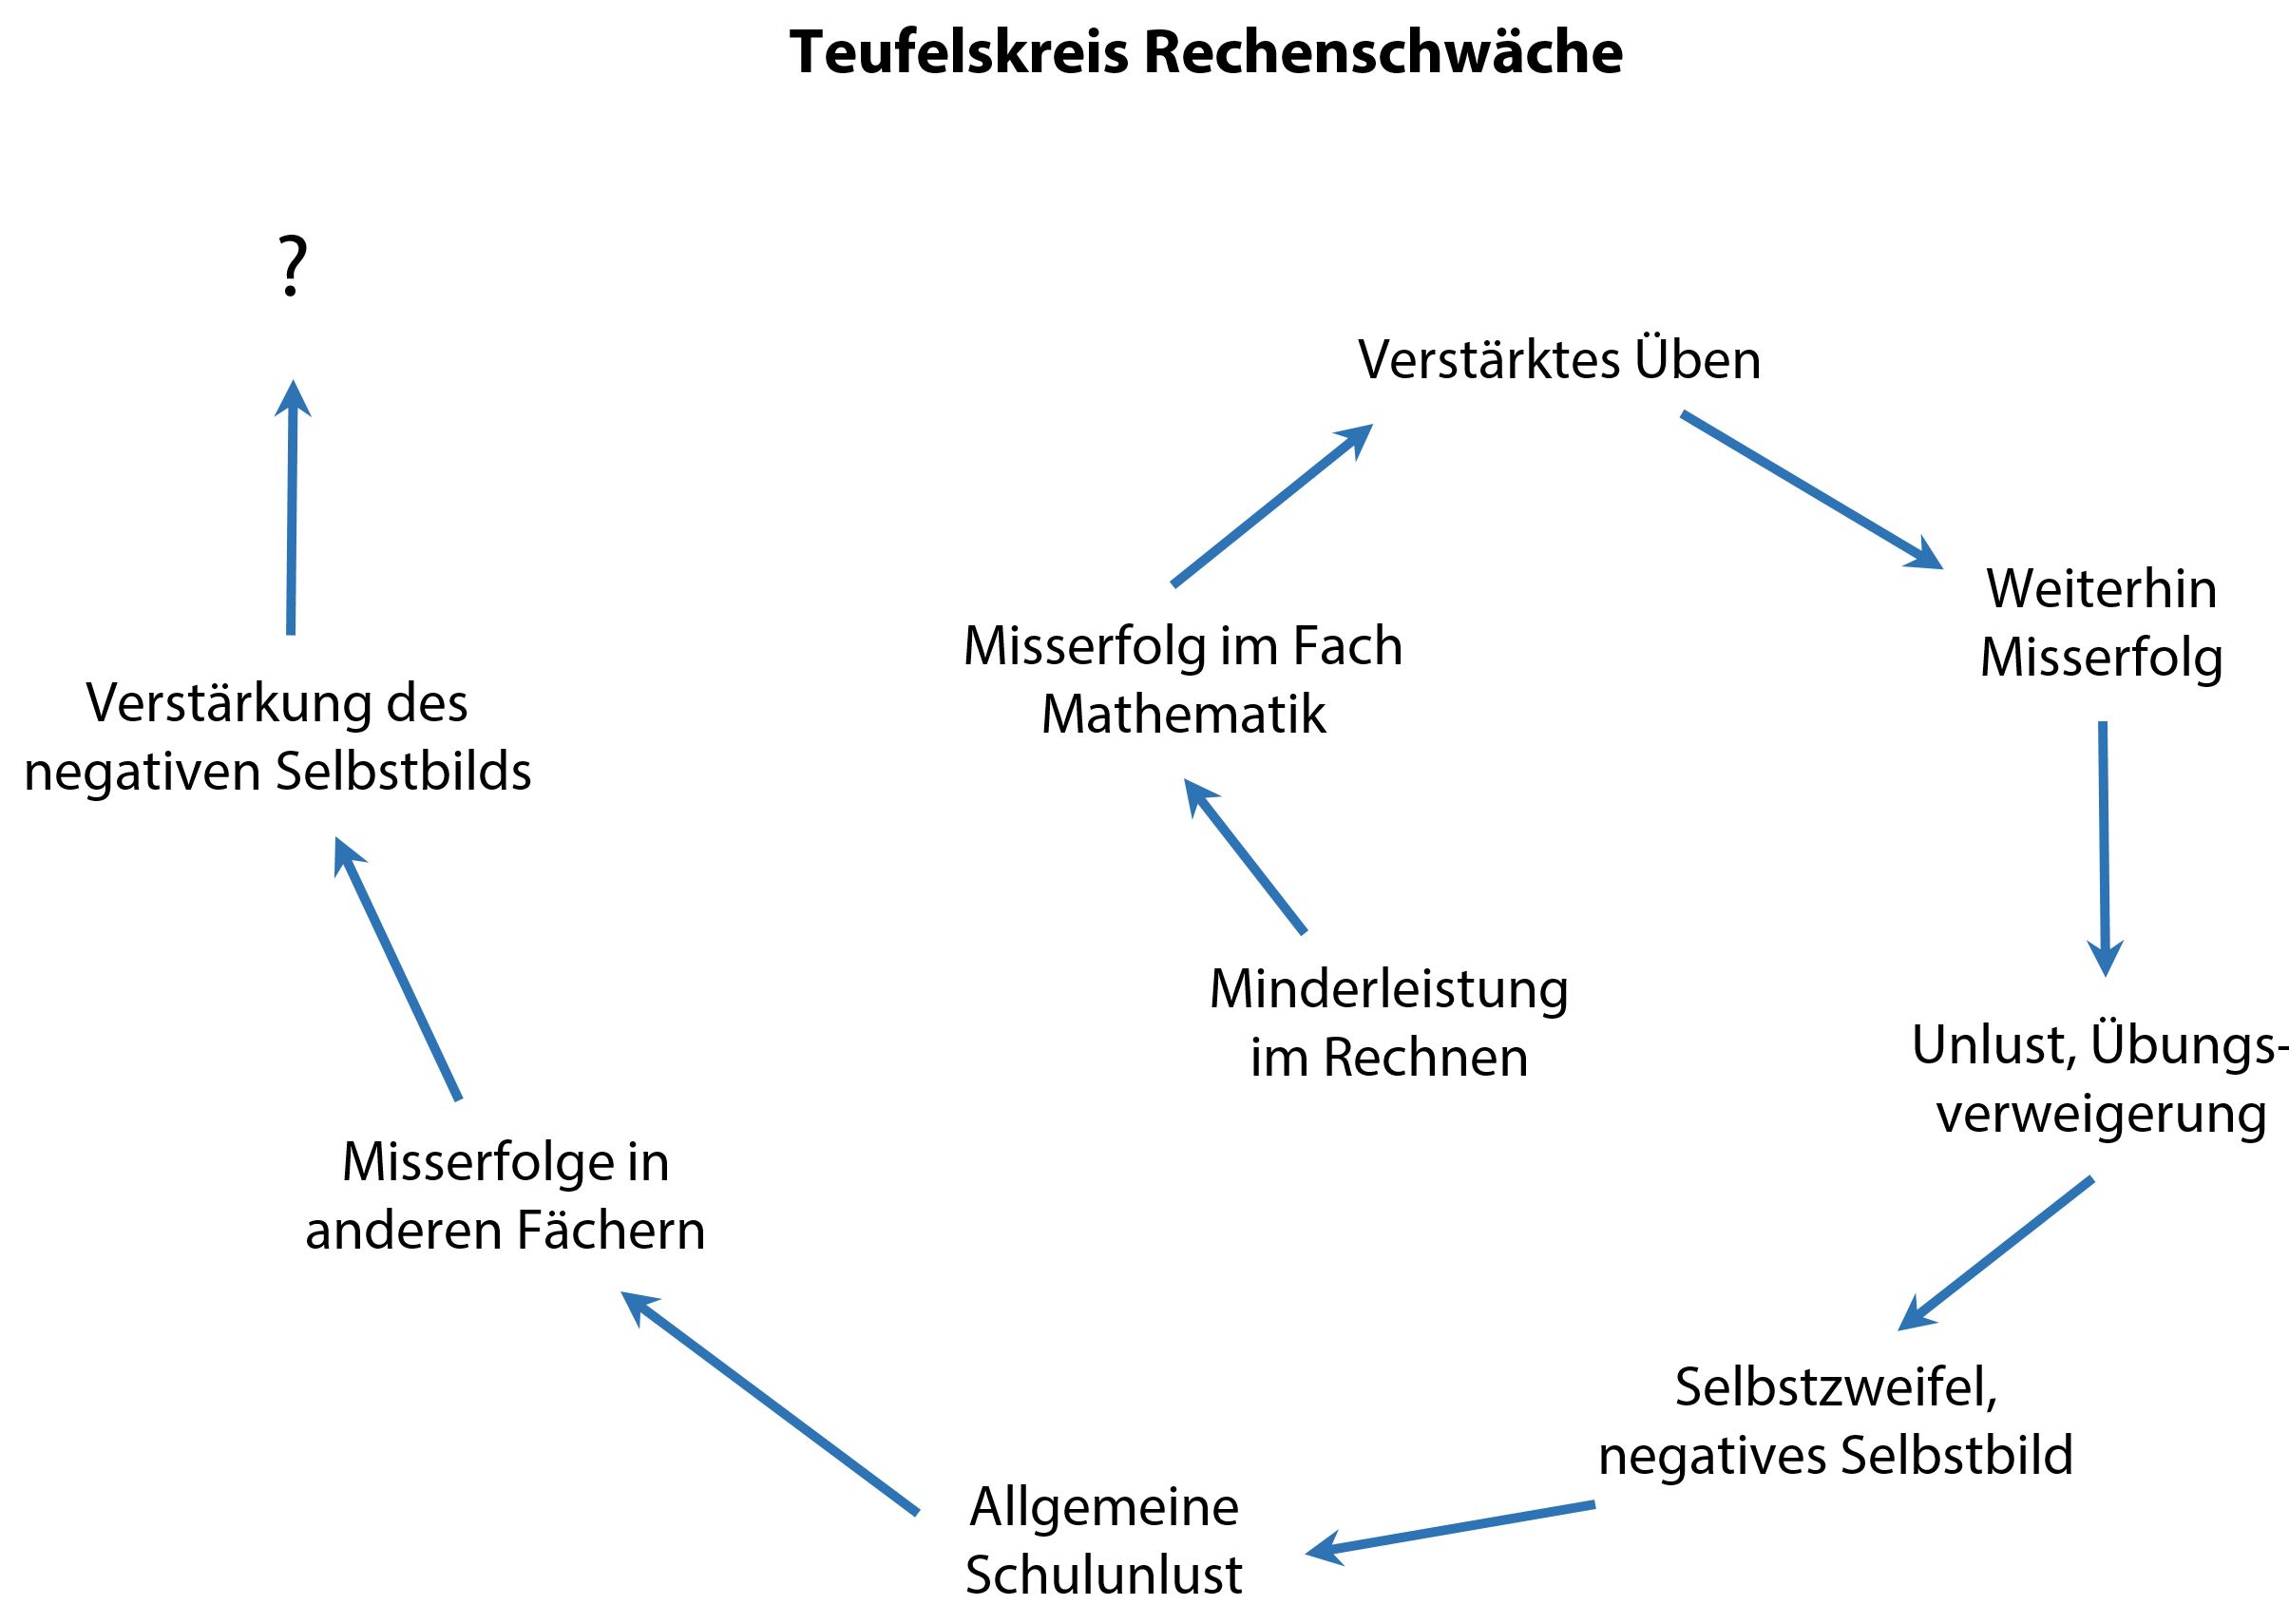 Teufelskreis Rechenschwäche
?
Verstärktes Üben
Weiterhin
Misserfolg
Misserfolg im Fach
Mathematik
Verstärkung des
negativen Selbstbilds
Minderleistung
im Rechnen
Unlust, Übungs-
verweigerung
Misserfolge in
anderen Fächern
Selbstzweifel,
negatives Selbstbild
Allgemeine
Schulunlust